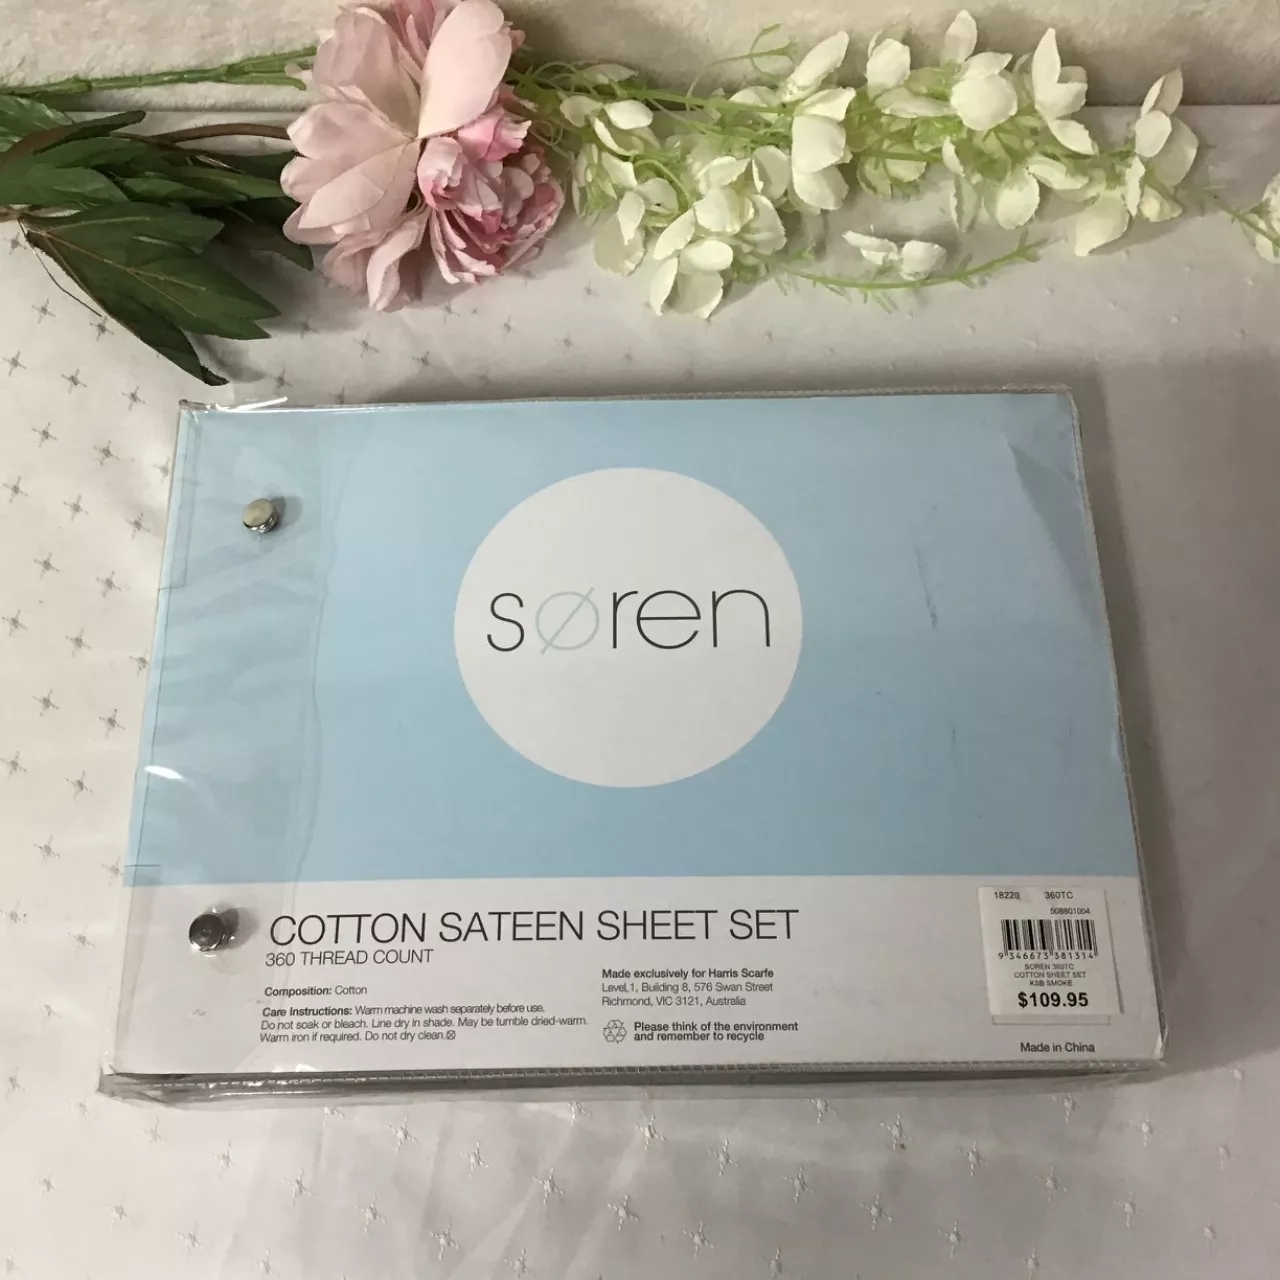 søren
COTTON SATEEN SHEET SET
360 THREAD COUNT
Composition: Cotton
Care Instructions: Warm machine wash separately before use.
Do not soak or bleach. Line dry in shade. May be tumble dried-warm.
Warm iron if required. Do not dry clean.
Made exclusively for Harris Scarfe
Level 1, Building 8, 576 Swan Street
Richmond, VIC 3121, Australia
Please think of the environment
and remember to recycle
18220 360TC
508801004
9 346673 381314
SOREN 360TC
COTTON SHEET SET
KSB SMOKE
$109.95
Made in China